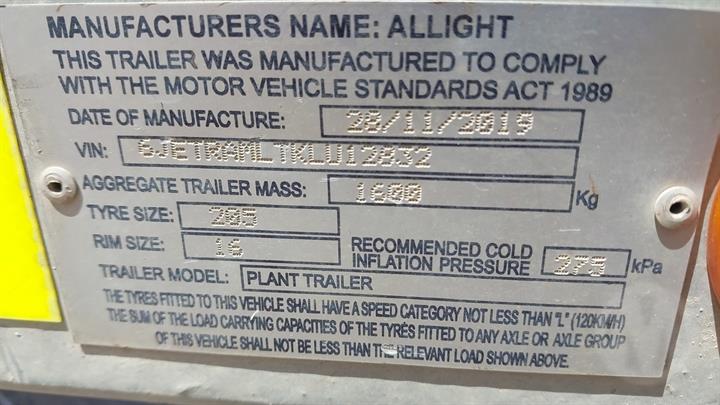 MANUFACTURERS NAME: ALLIGHT
THIS TRAILER WAS MANUFACTURED TO COMPLY
WITH THE MOTOR VEHICLE STANDARDS ACT 1989
DATE OF MANUFACTURE: 28/11/2019
VIN: 6JETRAMLTKLU12832
AGGREGATE TRAILER MASS: 1600 Kg
TYRE SIZE: 205
RIM SIZE: 16
RECOMMENDED COLD
INFLATION PRESSURE 275 kPa
TRAILER MODEL: PLANT TRAILER
THE TYRES FITTED TO THIS VEHICLE SHALL HAVE A SPEED CATEGORY NOT LESS THAN "L" (120KM/H)
THE SUM OF THE LOAD CARRYING CAPACITIES OF THE TYRES FITTED TO ANY AXLE OR AXLE GROUP
OF THIS VEHICLE SHALL NOT BE LESS THAN THE RELEVANT LOAD SHOWN ABOVE.